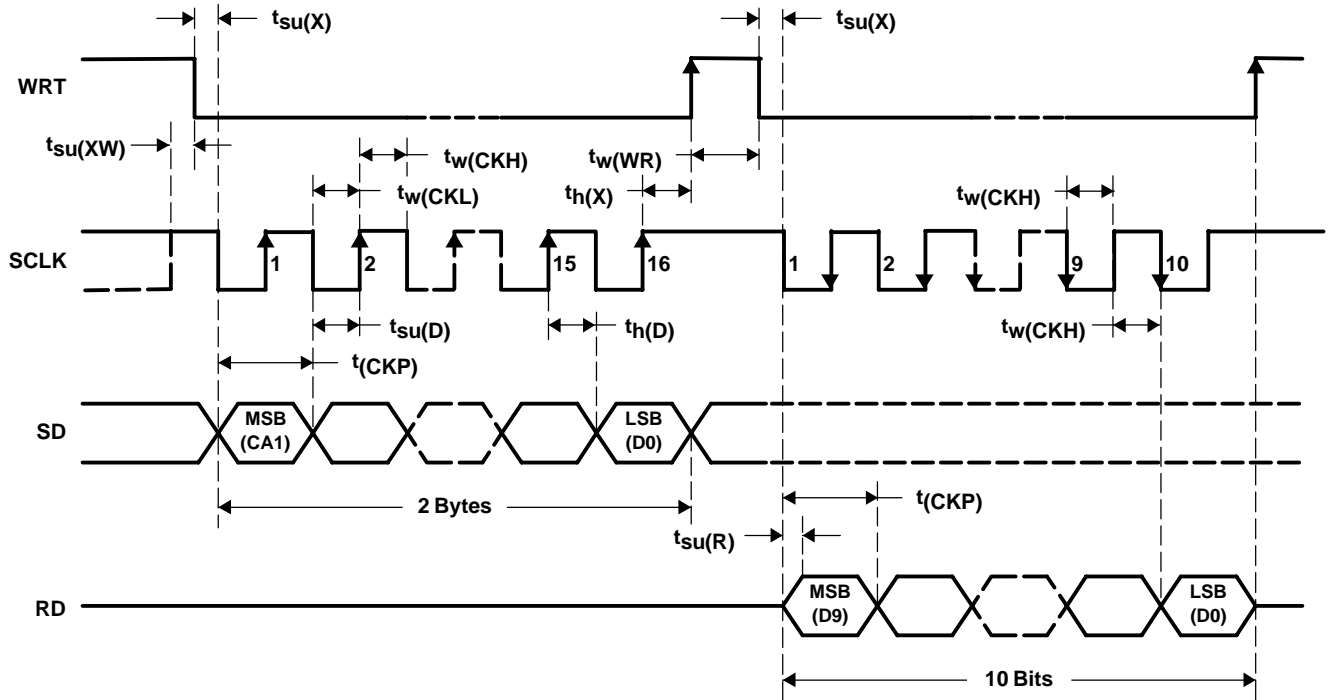 tsu(X)
tsu(X)
WRT
tsu(XW)
tw(CKH)
tw(WR)
tw(CKL)
th(X)
tw(CKH)
SCLK
1
2
15
16
1
2
9
10
tsu(D)
th(D)
tw(CKH)
t(CKP)
SD
MSB
(CA1)
LSB
(D0)
2 Bytes
t(CKP)
tsu(R)
RD
MSB
(D9)
LSB
(D0)
10 Bits